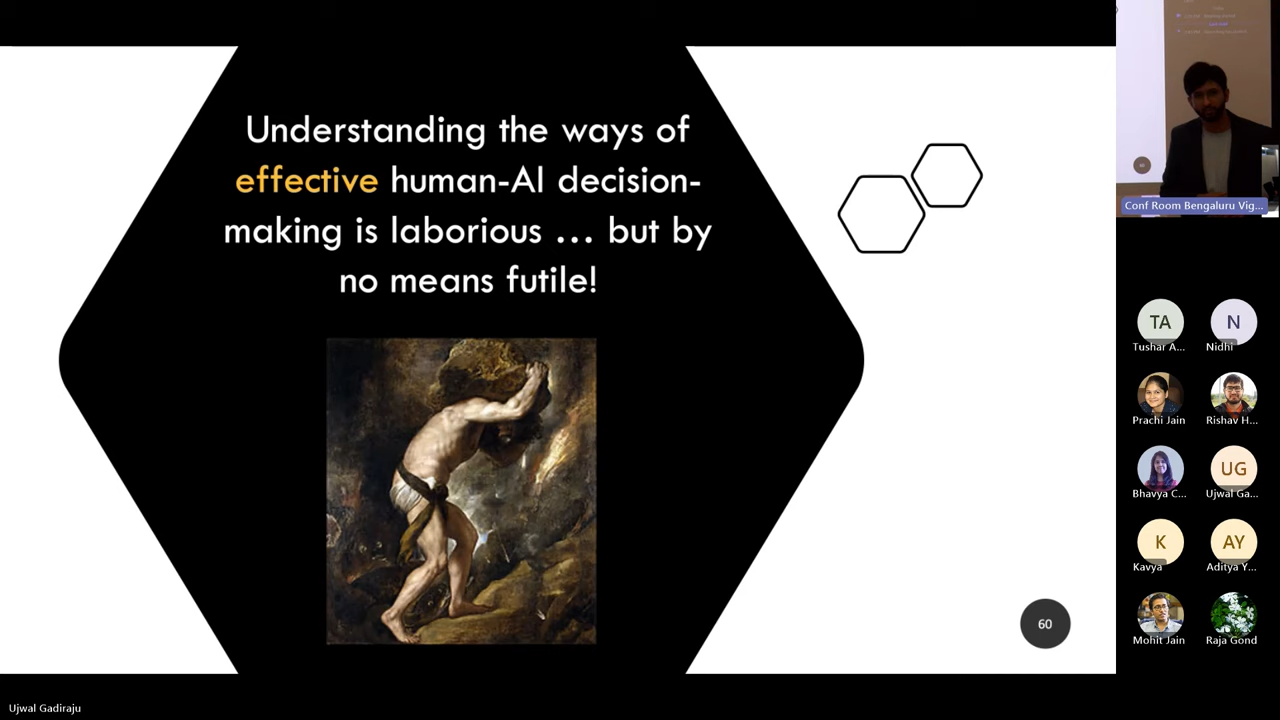 Understanding the ways of
effective human-AI decision-
making is laborious ... but by
no means futile!
60
Conf Room Bengaluru Vig...
TA
Tushar A...
N
Nidhi
Prachi Jain
Rishav H...
Bhavya C...
UG
Ujwal Ga...
K
Kavya
AY
Aditya Y...
Mohit Jain
Raja Gond
Ujwal Gadiraju